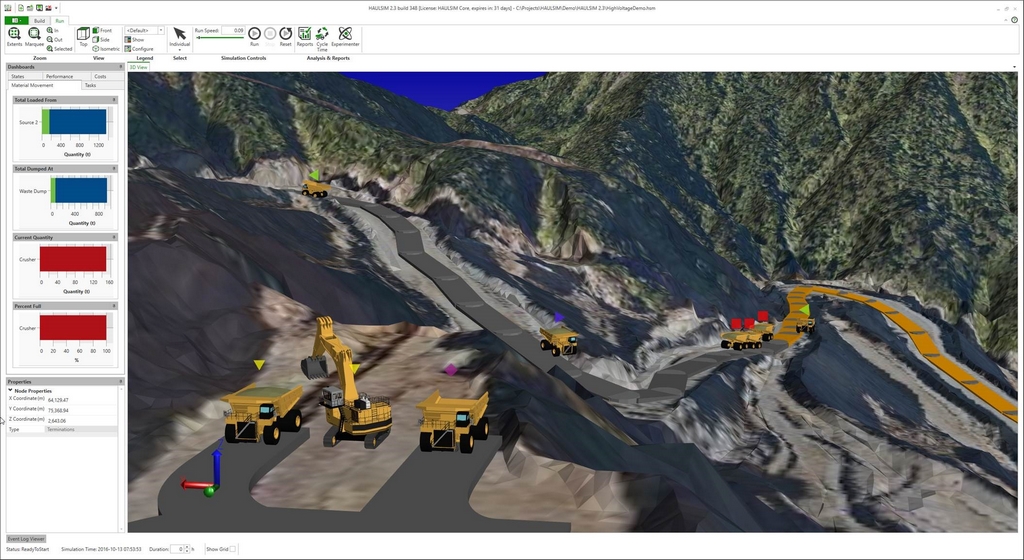 HAULSIM 2.3 build 348 [License: HAULSIM Core, expires in: 31 days] - C:\Projects\HAULSIM\Demo\HAULSIM 2.3\HighVoltageDemo.hsm
Build Run
Extents Marquee In Out Selected
Top Front Side Isometric
<Default> Show Configure
Individual
Run Speed: 0.09
Run Reset
Reports Cycle Time Experimenter
Zoom View Legend Select Simulation Controls Analysis & Reports
Dashboards
3D View
States Performance Costs
Material Movement Tasks
Total Loaded From
Source 2
0 400 800 1200
Quantity (t)
Total Dumped At
Waste Dump
0 400 800
Quantity (t)
Current Quantity
Crusher
0 40 80 120 160
Quantity (t)
Percent Full
Crusher
0 20 40 60 80 100
%
Properties
Node Properties
X Coordinate (m) 64,129.47
Y Coordinate (m) 75,368.94
Z Coordinate (m) 2,643.06
Type Terminations
Event Log Viewer
Status: ReadyToStart Simulation Time: 2016-10-13 07:53:53 Duration: 0 h Show Grid